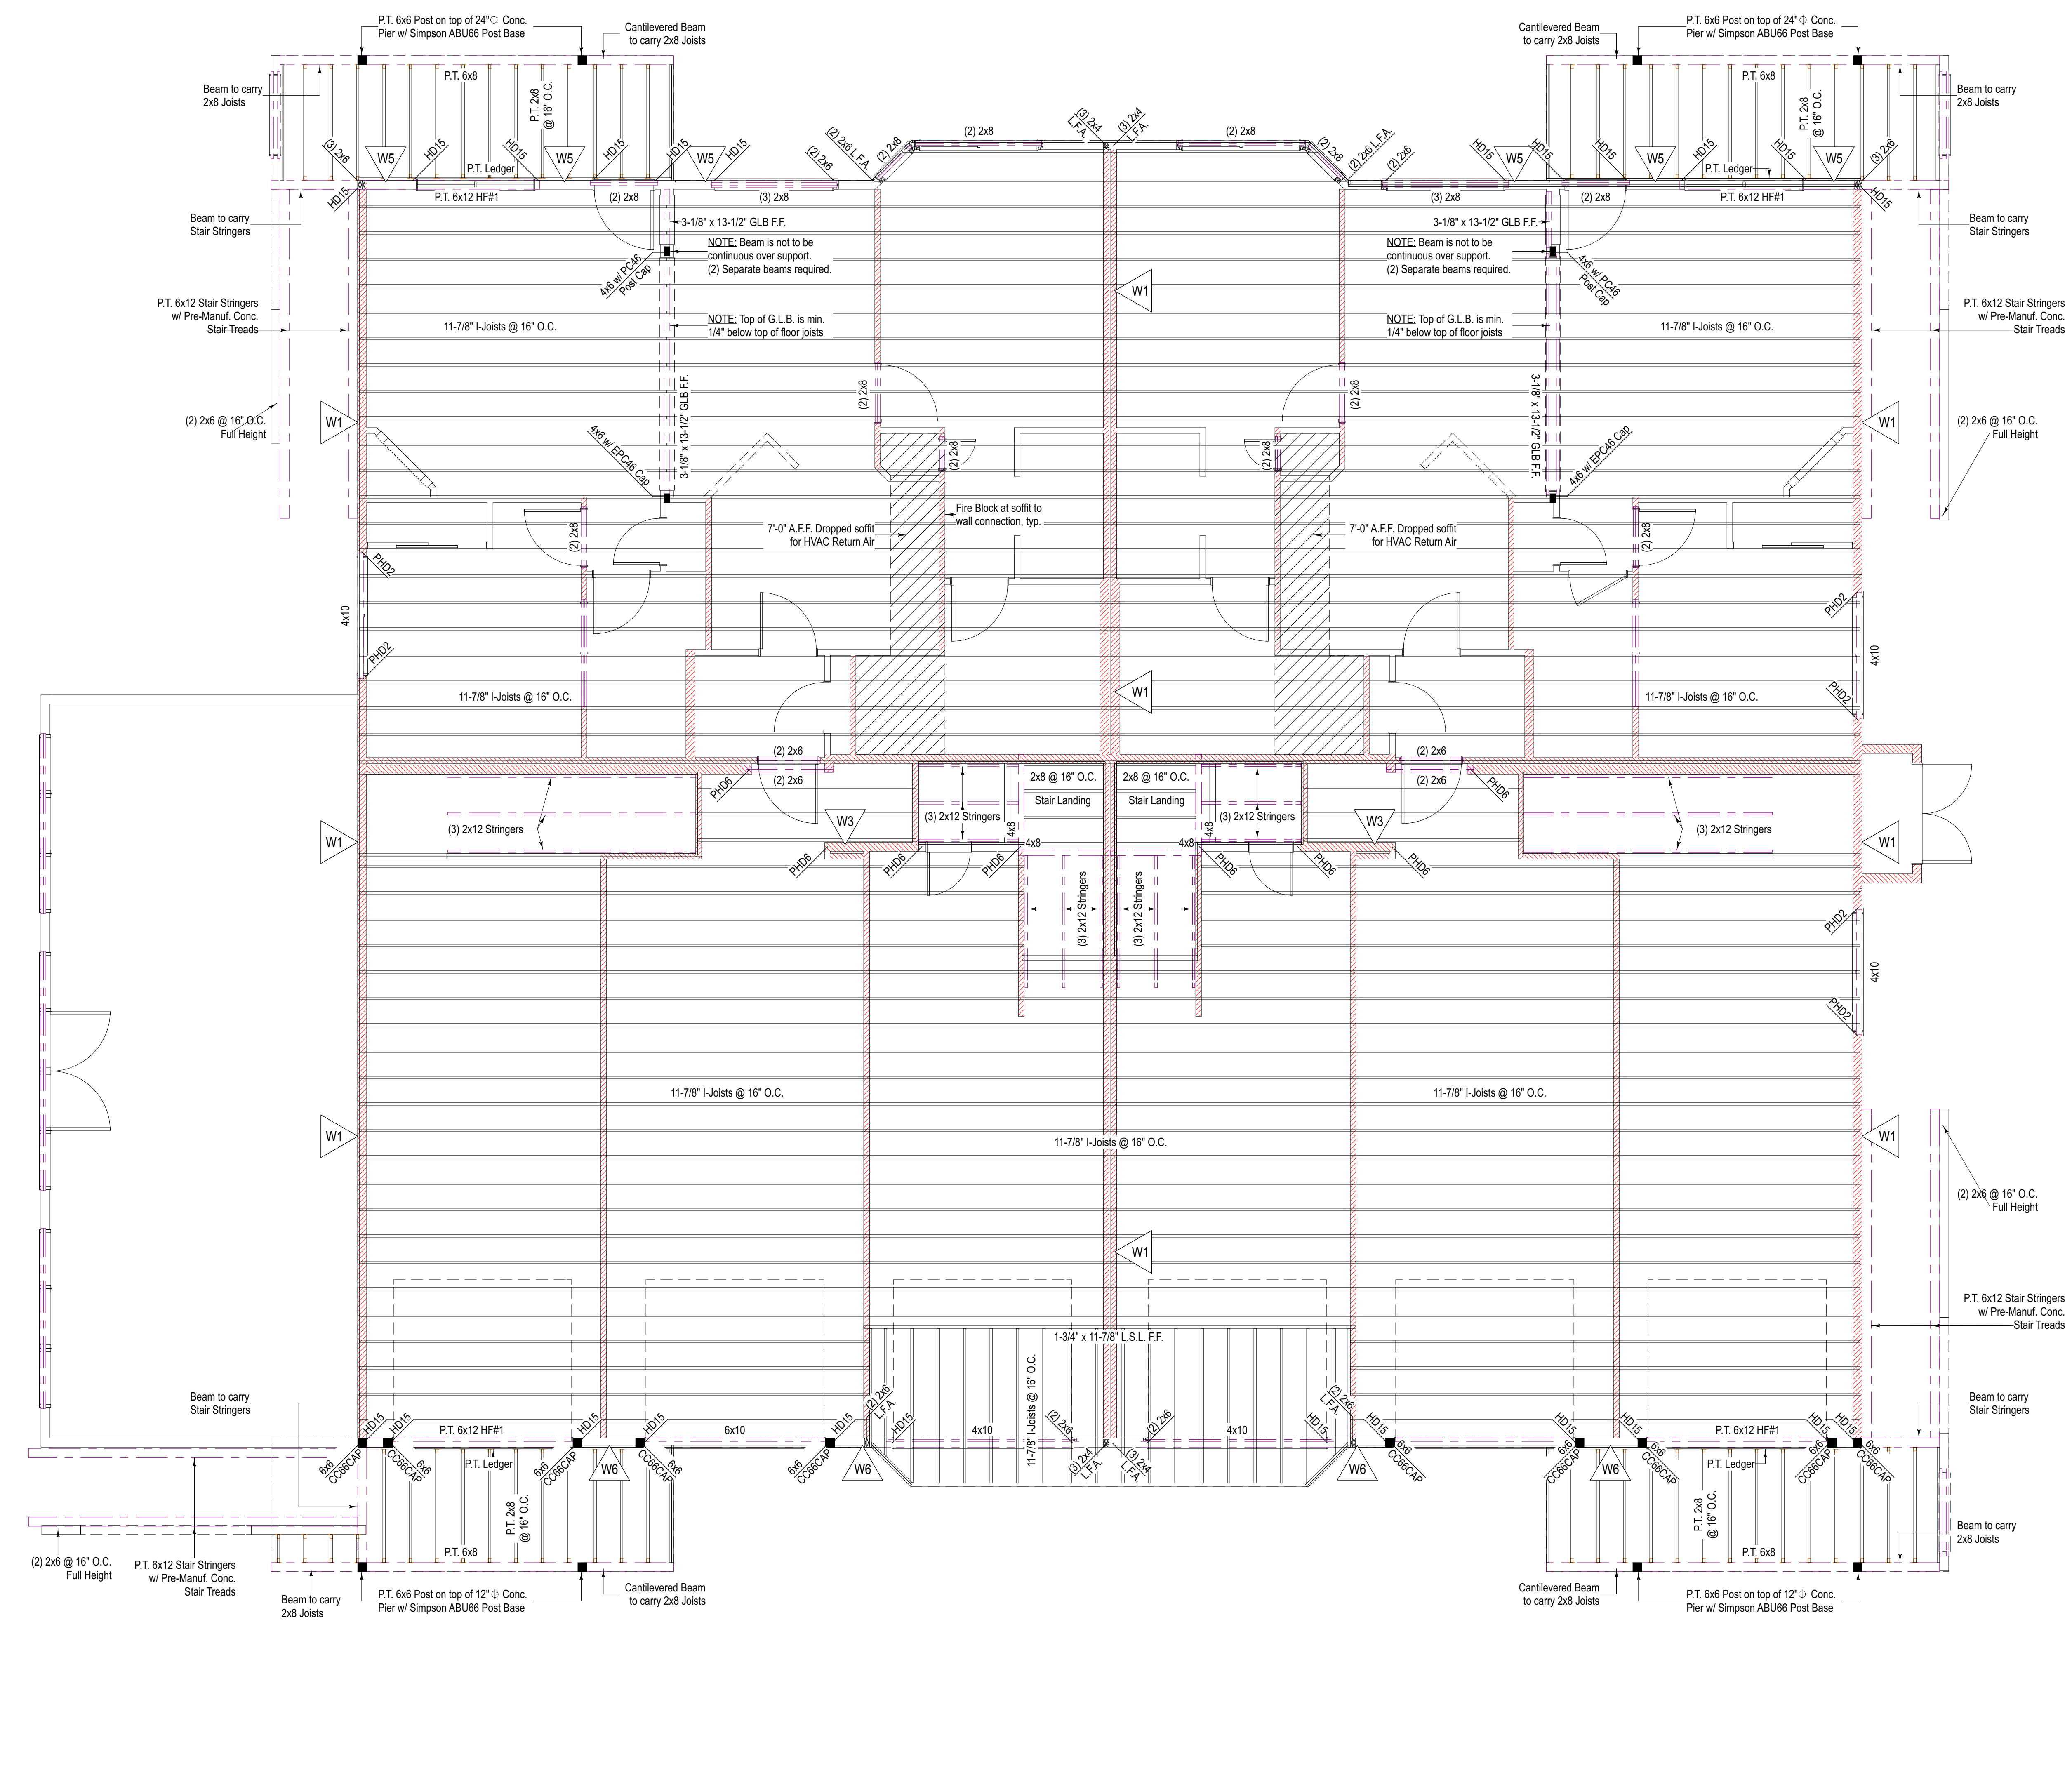 P.T. 6x6 Post on top of 24"Φ Conc.
Pier w/ Simpson ABU66 Post Base
Cantilevered Beam
to carry 2x8 Joists
Cantilevered Beam
to carry 2x8 Joists
P.T. 6x6 Post on top of 24"Φ Conc.
Pier w/ Simpson ABU66 Post Base
Beam to carry
2x8 Joists
P.T. 6x8
P.T. 2x8
@ 16" O.C.
P.T. 6x8
P.T. 2x8
@ 16" O.C.
Beam to carry
2x8 Joists
(3) 2x6
W5
HD15
HD15
W5
HD15
HD15
W5
HD15
(2) 2x6
(2) 2x6 L.F.A.
(2) 2x8
(2) 2x8
(3) 2x4
L.F.A.
(3) 2x4
L.F.A.
(2) 2x8
(2) 2x8
(2) 2x6 L.F.A.
(2) 2x6
HD15
W5
HD15
HD15
W5
HD15
W5
(3) 2x6
P.T. Ledger
P.T. Ledger
HD15
P.T. 6x12 HF#1
(2) 2x8
(3) 2x8
(3) 2x8
(2) 2x8
P.T. 6x12 HF#1
HD15
Beam to carry
Stair Stringers
3-1/8" x 13-1/2" GLB F.F.
3-1/8" x 13-1/2" GLB F.F.
Beam to carry
Stair Stringers
NOTE: Beam is not to be
continuous over support.
(2) Separate beams required.
NOTE: Beam is not to be
continuous over support.
(2) Separate beams required.
4x6 w/ PC46
Post Cap
4x6 w/ PC46
Post Cap
W1
P.T. 6x12 Stair Stringers
w/ Pre-Manuf. Conc.
Stair Treads
11-7/8" I-Joists @ 16" O.C.
NOTE: Top of G.L.B. is min.
1/4" below top of floor joists
NOTE: Top of G.L.B. is min.
1/4" below top of floor joists
11-7/8" I-Joists @ 16" O.C.
P.T. 6x12 Stair Stringers
w/ Pre-Manuf. Conc.
Stair Treads
3-1/8" x 13-1/2" GLB F.F.
(2) 2x8
(2) 2x8
3-1/8" x 13-1/2" GLB F.F.
(2) 2x6 @ 16" O.C.
Full Height
W1
W1
(2) 2x6 @ 16" O.C.
Full Height
4x6 w/ EPC46 Cap
(2) 2x8
(2) 2x8
4x6 w/ EPC46 Cap
Fire Block at soffit to
wall connection, typ.
(2) 2x8
7'-0" A.F.F. Dropped soffit
for HVAC Return Air
7'-0" A.F.F. Dropped soffit
for HVAC Return Air
(2) 2x8
PHD2
4x10
PHD2
PHD2
4x10
PHD2
11-7/8" I-Joists @ 16" O.C.
W1
11-7/8" I-Joists @ 16" O.C.
(2) 2x6
(2) 2x6
(2) 2x6
(2) 2x6
PHD6
PHD6
2x8 @ 16" O.C.
Stair Landing
2x8 @ 16" O.C.
Stair Landing
W1
(3) 2x12 Stringers
W3
(3) 2x12 Stringers
4x8
4x8
4x8
4x8
(3) 2x12 Stringers
W3
(3) 2x12 Stringers
W1
PHD6
PHD6
PHD6
PHD6
PHD6
PHD6
(3) 2x12 Stringers
(3) 2x12 Stringers
PHD2
4x10
PHD2
11-7/8" I-Joists @ 16" O.C.
11-7/8" I-Joists @ 16" O.C.
W1
11-7/8" I-Joists @ 16" O.C.
W1
(2) 2x6 @ 16" O.C.
Full Height
W1
P.T. 6x12 Stair Stringers
w/ Pre-Manuf. Conc.
Stair Treads
1-3/4" x 11-7/8" L.S.L. F.F.
11-7/8" I-Joists @ 16" O.C.
Beam to carry
Stair Stringers
Beam to carry
Stair Stringers
HD15
HD15
P.T. 6x12 HF#1
HD15
HD15
6x10
HD15
(2) 2x6
L.F.A.
HD15
4x10
(2) 2x6
(2) 2x6
4x10
HD15
(2) 2x6
L.F.A.
HD15
HD15
HD15
P.T. 6x12 HF#1
HD15
HD15
6x6
CC66CAP
6x6
CC66CAP
P.T. Ledger
6x6
CC66CAP
W6
6x6
CC66CAP
6x6
CC66CAP
W6
(3) 2x4
L.F.A.
(3) 2x4
L.F.A.
W6
6x6
CC66CAP
6x6
CC66CAP
W6
6x6
CC66CAP
P.T. Ledger
6x6
CC66CAP
6x6
CC66CAP
P.T. 2x8
@ 16" O.C.
P.T. 2x8
@ 16" O.C.
P.T. 6x8
P.T. 6x8
Beam to carry
2x8 Joists
(2) 2x6 @ 16" O.C.
Full Height
P.T. 6x12 Stair Stringers
w/ Pre-Manuf. Conc.
Stair Treads
Beam to carry
2x8 Joists
P.T. 6x6 Post on top of 12"Φ Conc.
Pier w/ Simpson ABU66 Post Base
Cantilevered Beam
to carry 2x8 Joists
Cantilevered Beam
to carry 2x8 Joists
P.T. 6x6 Post on top of 12"Φ Conc.
Pier w/ Simpson ABU66 Post Base